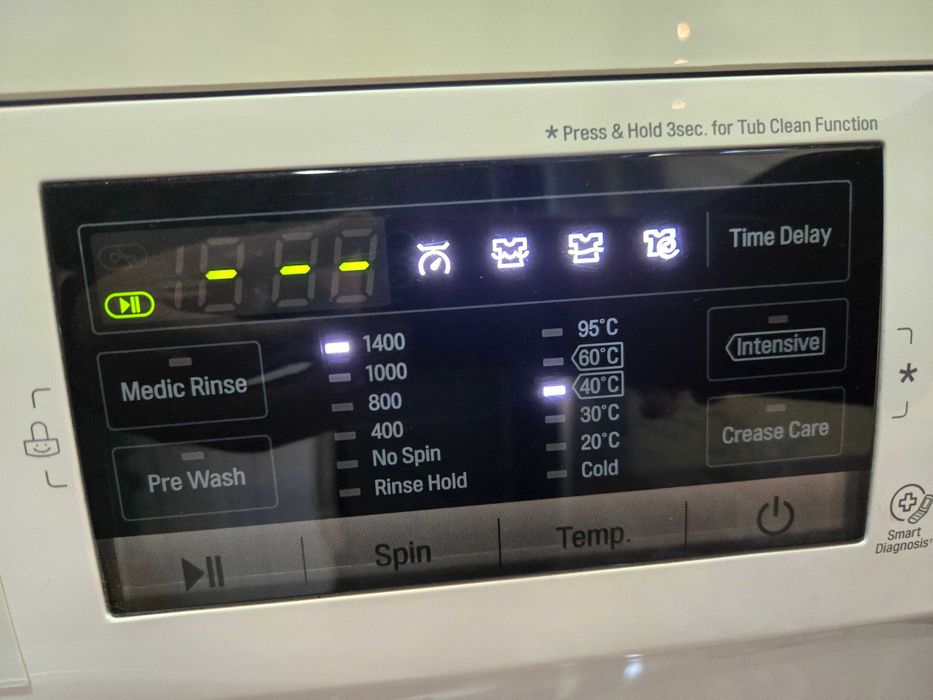 * Press & Hold 3sec. for Tub Clean Function
- - -
Time Delay
Medic Rinse
Pre Wash
1400
1000
800
400
No Spin
Rinse Hold
95°C
60°C
40°C
30°C
20°C
Cold
Intensive
Crease Care
*
Spin
Temp.
Smart
Diagnosis